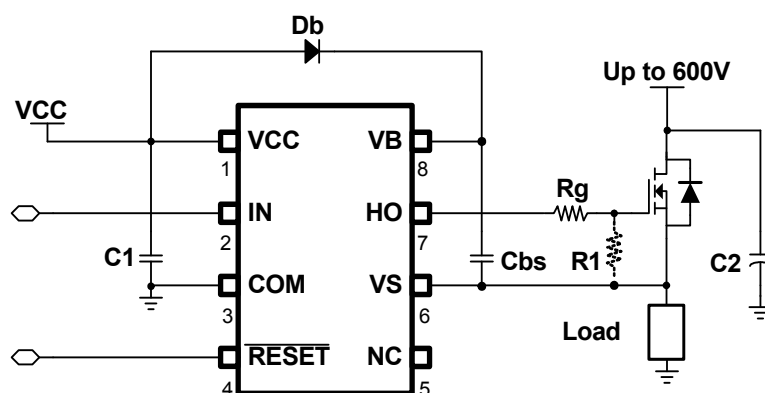 Db
Up to 600V
VCC
VCC VB
1 8
Rg
IN HO
2 7
C1 Cbs R1 C2
COM VS
3 6
Load
RESET NC
4 5